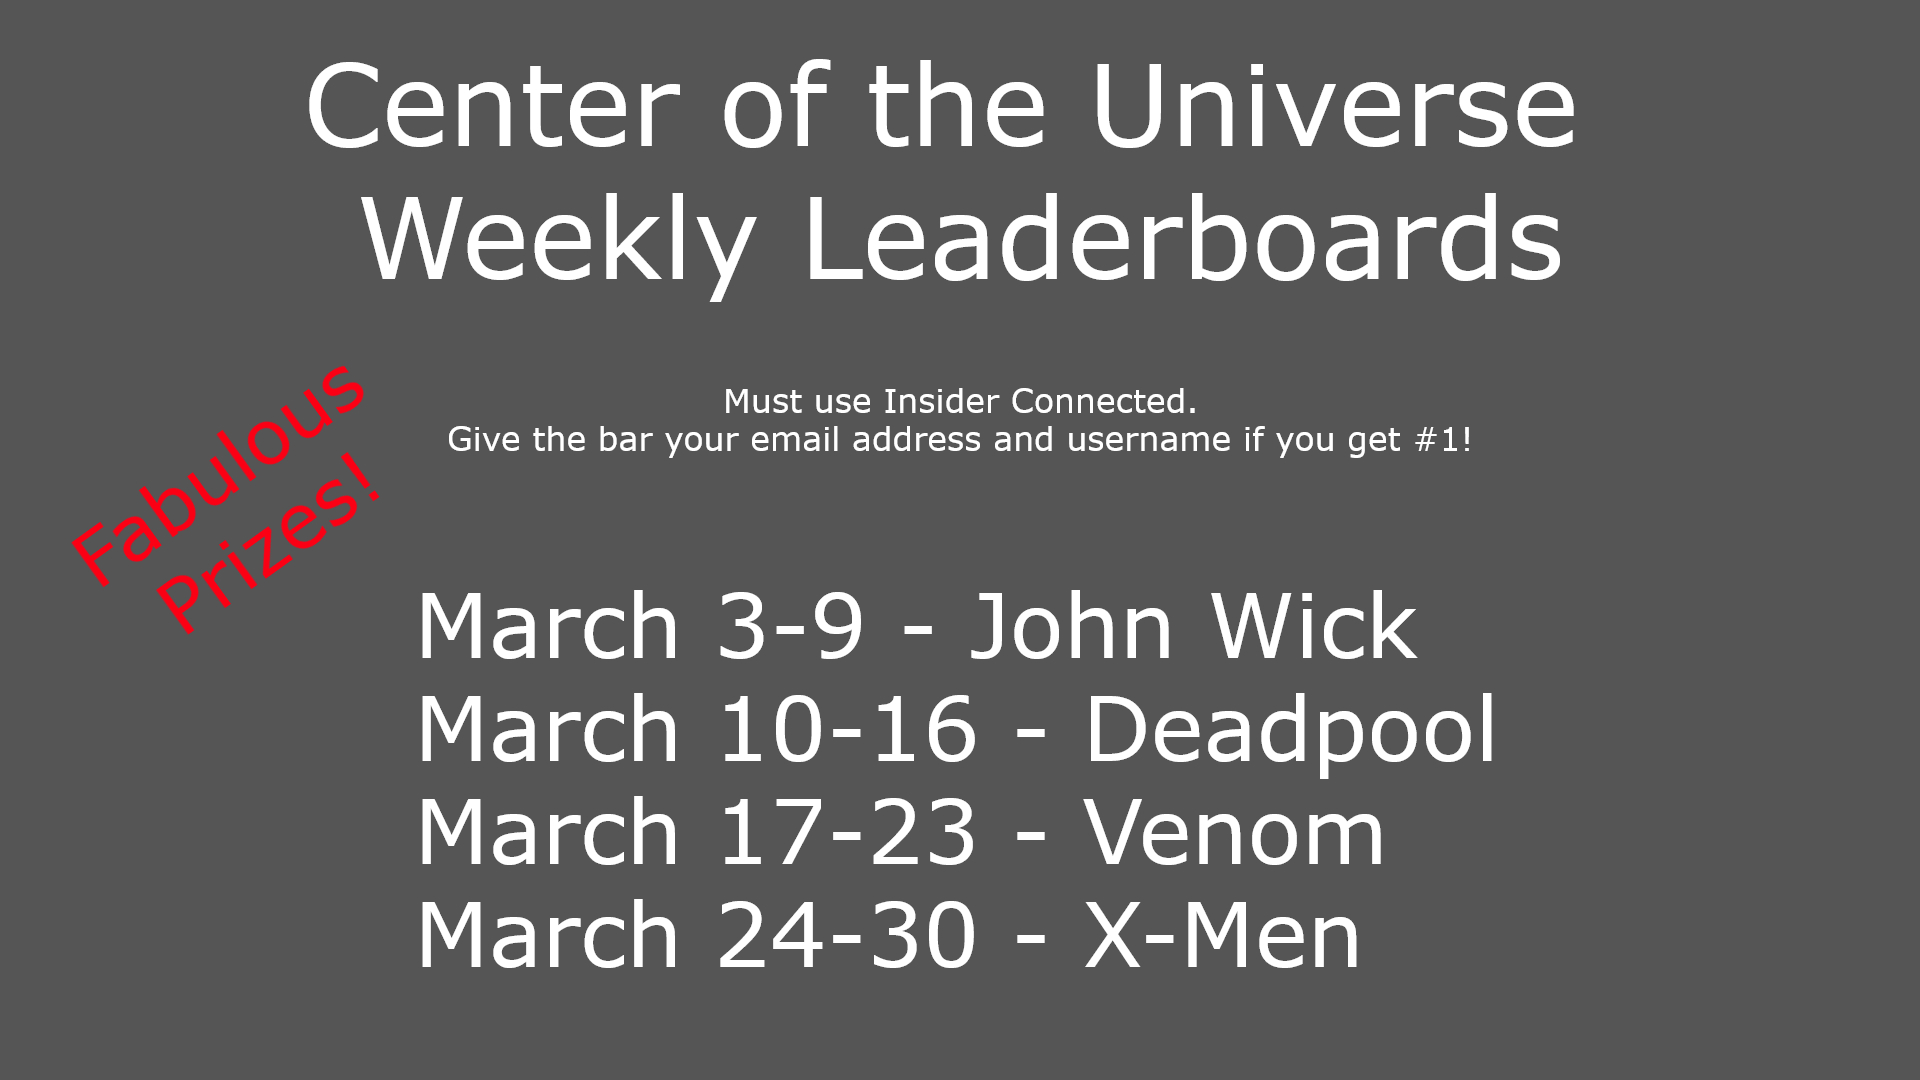 Center of the Universe
Weekly Leaderboards
Must use Insider Connected.
Give the bar your email address and username if you get #1!
Fabulous
Prizes!
March 3-9 - John Wick
March 10-16 - Deadpool
March 17-23 - Venom
March 24-30 - X-Men